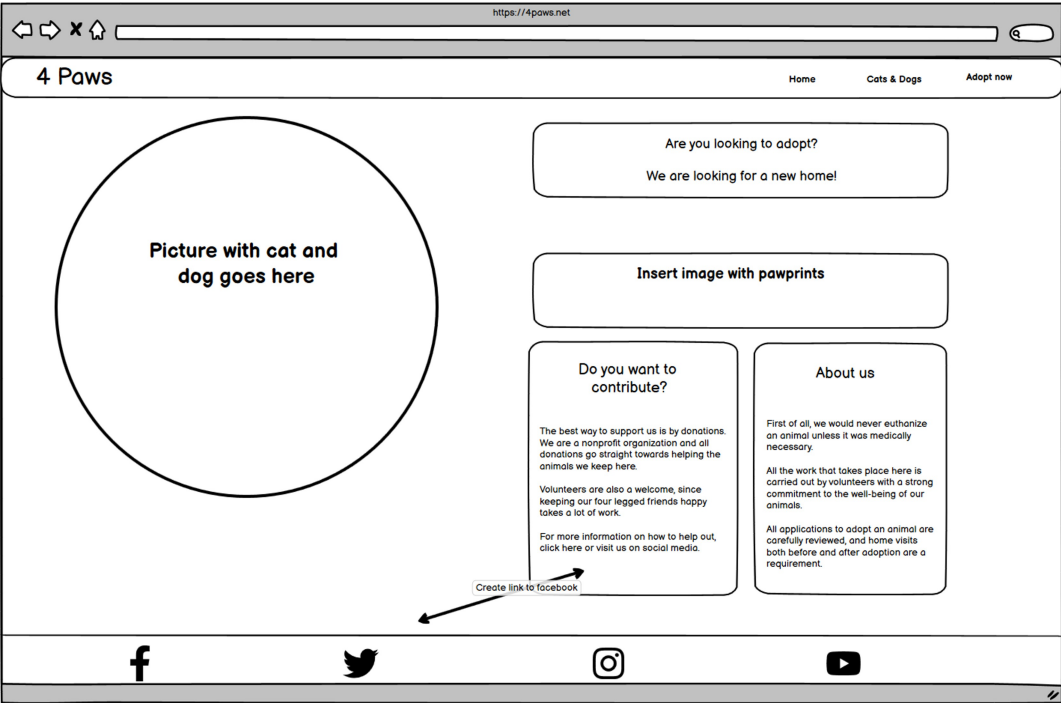 https://4paws.net
4 Paws
Home
Cats & Dogs
Adopt now
Picture with cat and
dog goes here
Are you looking to adopt?
We are looking for a new home!
Insert image with pawprints
Do you want to
contribute?
The best way to support us is by donations.
We are a nonprofit organization and all
donations go straight towards helping the
animals we keep here.
Volunteers are also a welcome, since
keeping our four legged friends happy
takes a lot of work.
For more information on how to help out,
click here or visit us on social media.
About us
First of all, we would never euthanize
an animal unless it was medically
necessary.
All the work that takes place here is
carried out by volunteers with a strong
commitment to the well-being of our
animals.
All applications to adopt an animal are
carefully reviewed, and home visits
both before and after adoption are a
requirement.
Create link to facebook